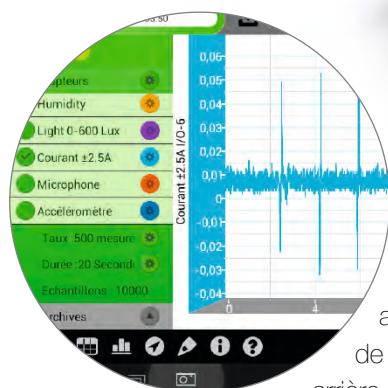 Humidity
Light 0-600 Lux
Courant ±2.5A
Microphone
Accéléromètre
Taux :500 mesure
Durée :20 Second
Echantillons : 10000
Courant ±2.5A I/O-6
0,06
0,05
0,04
0,03
0,02
0,01
0
-0,01
-0,02
-0,03
-0,04
0
4
a
de